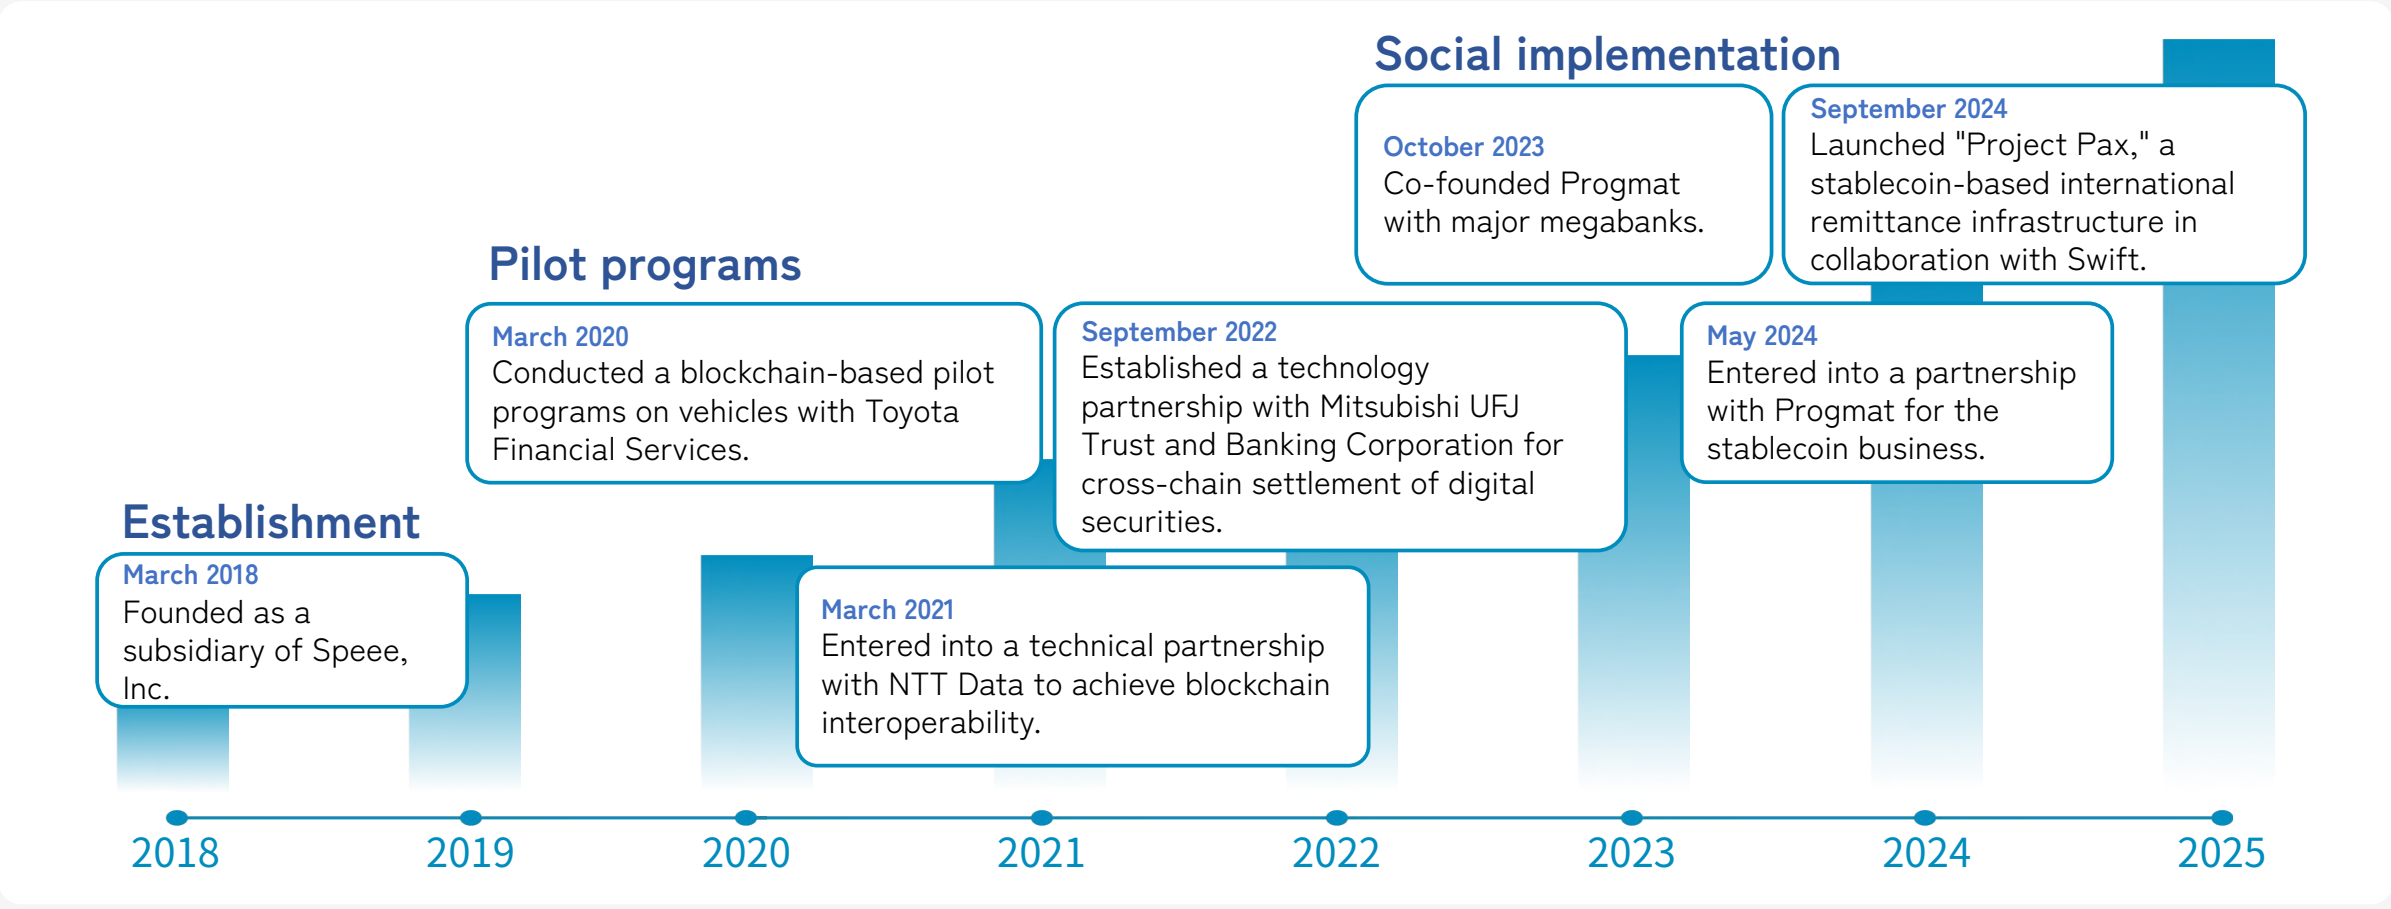 Establishment
March 2018
Founded as a
subsidiary of Speee,
Inc.
Pilot programs
March 2020
Conducted a blockchain-based pilot
programs on vehicles with Toyota
Financial Services.
March 2021
Entered into a technical partnership
with NTT Data to achieve blockchain
interoperability.
September 2022
Established a technology
partnership with Mitsubishi UFJ
Trust and Banking Corporation for
cross-chain settlement of digital
securities.
Social implementation
October 2023
Co-founded Progmat
with major megabanks.
May 2024
Entered into a partnership
with Progmat for the
stablecoin business.
September 2024
Launched "Project Pax," a
stablecoin-based international
remittance infrastructure in
collaboration with Swift.
2018
2019
2020
2021
2022
2023
2024
2025